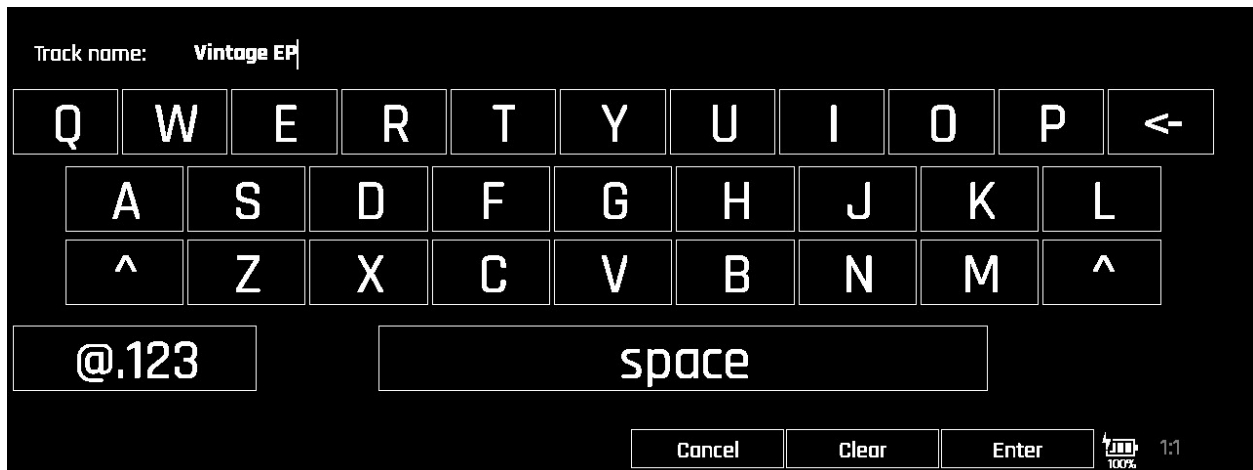 Track name: Vintage EP
Q W E R T Y U I O P <-
A S D F G H J K L
^ Z X C V B N M ^
@.123 space
Cancel Clear Enter 100% 1:1